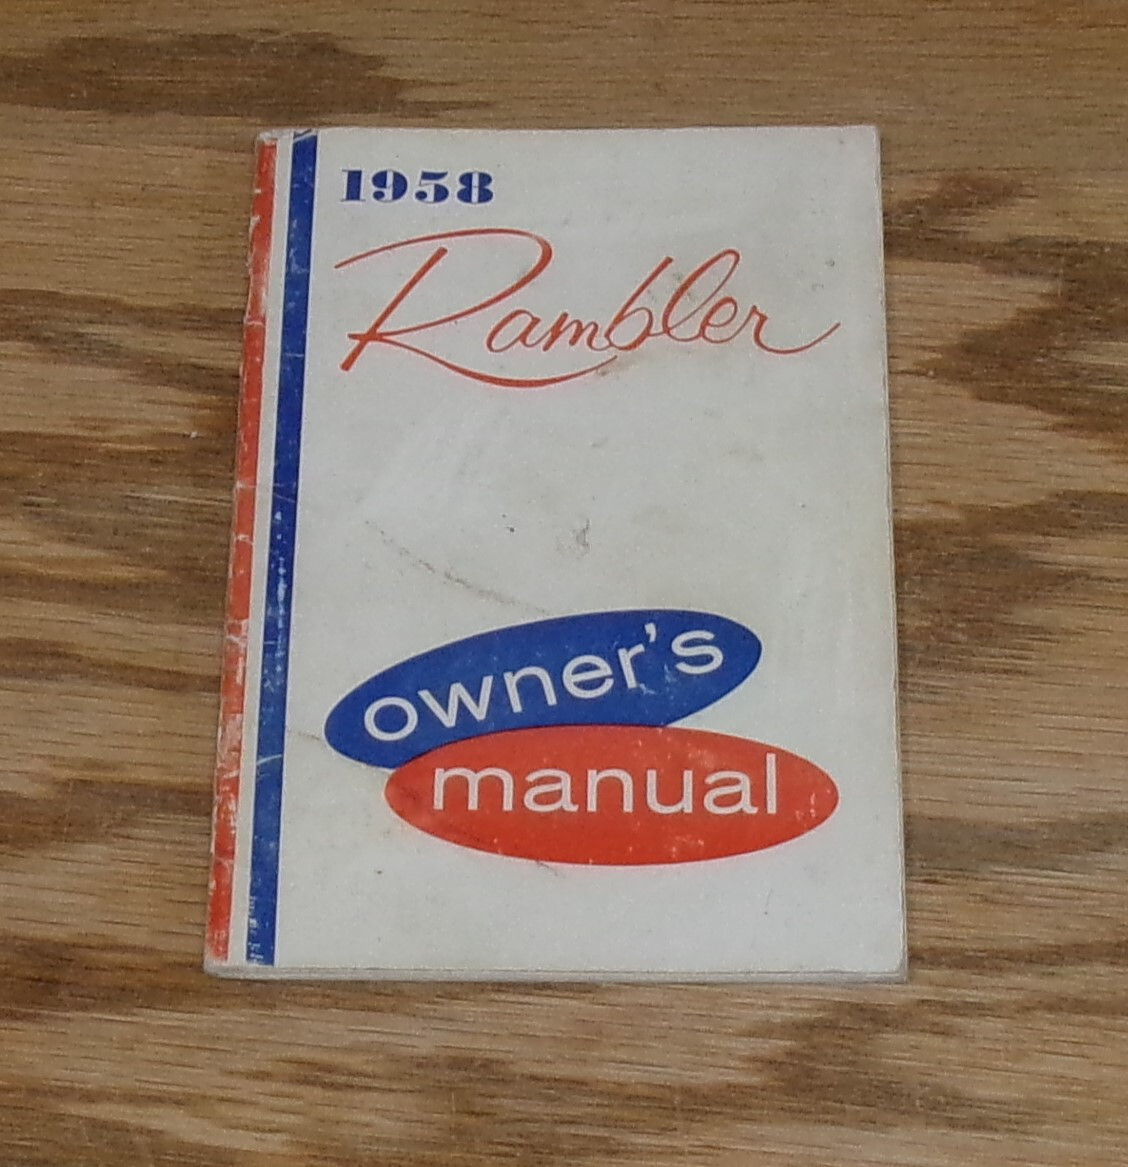 1958
Rambler
owner's
manual